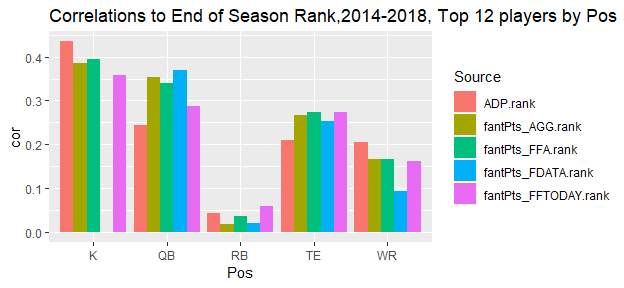 Correlations to End of Season Rank,2014-2018, Top 12 players by Pos
0.4
0.3
0.2
0.1
0.0
cor
K QB RB TE WR
Pos
Source
ADP.rank
fantPts_AGG.rank
fantPts_FFA.rank
fantPts_FDATA.rank
fantPts_FFTODAY.rank